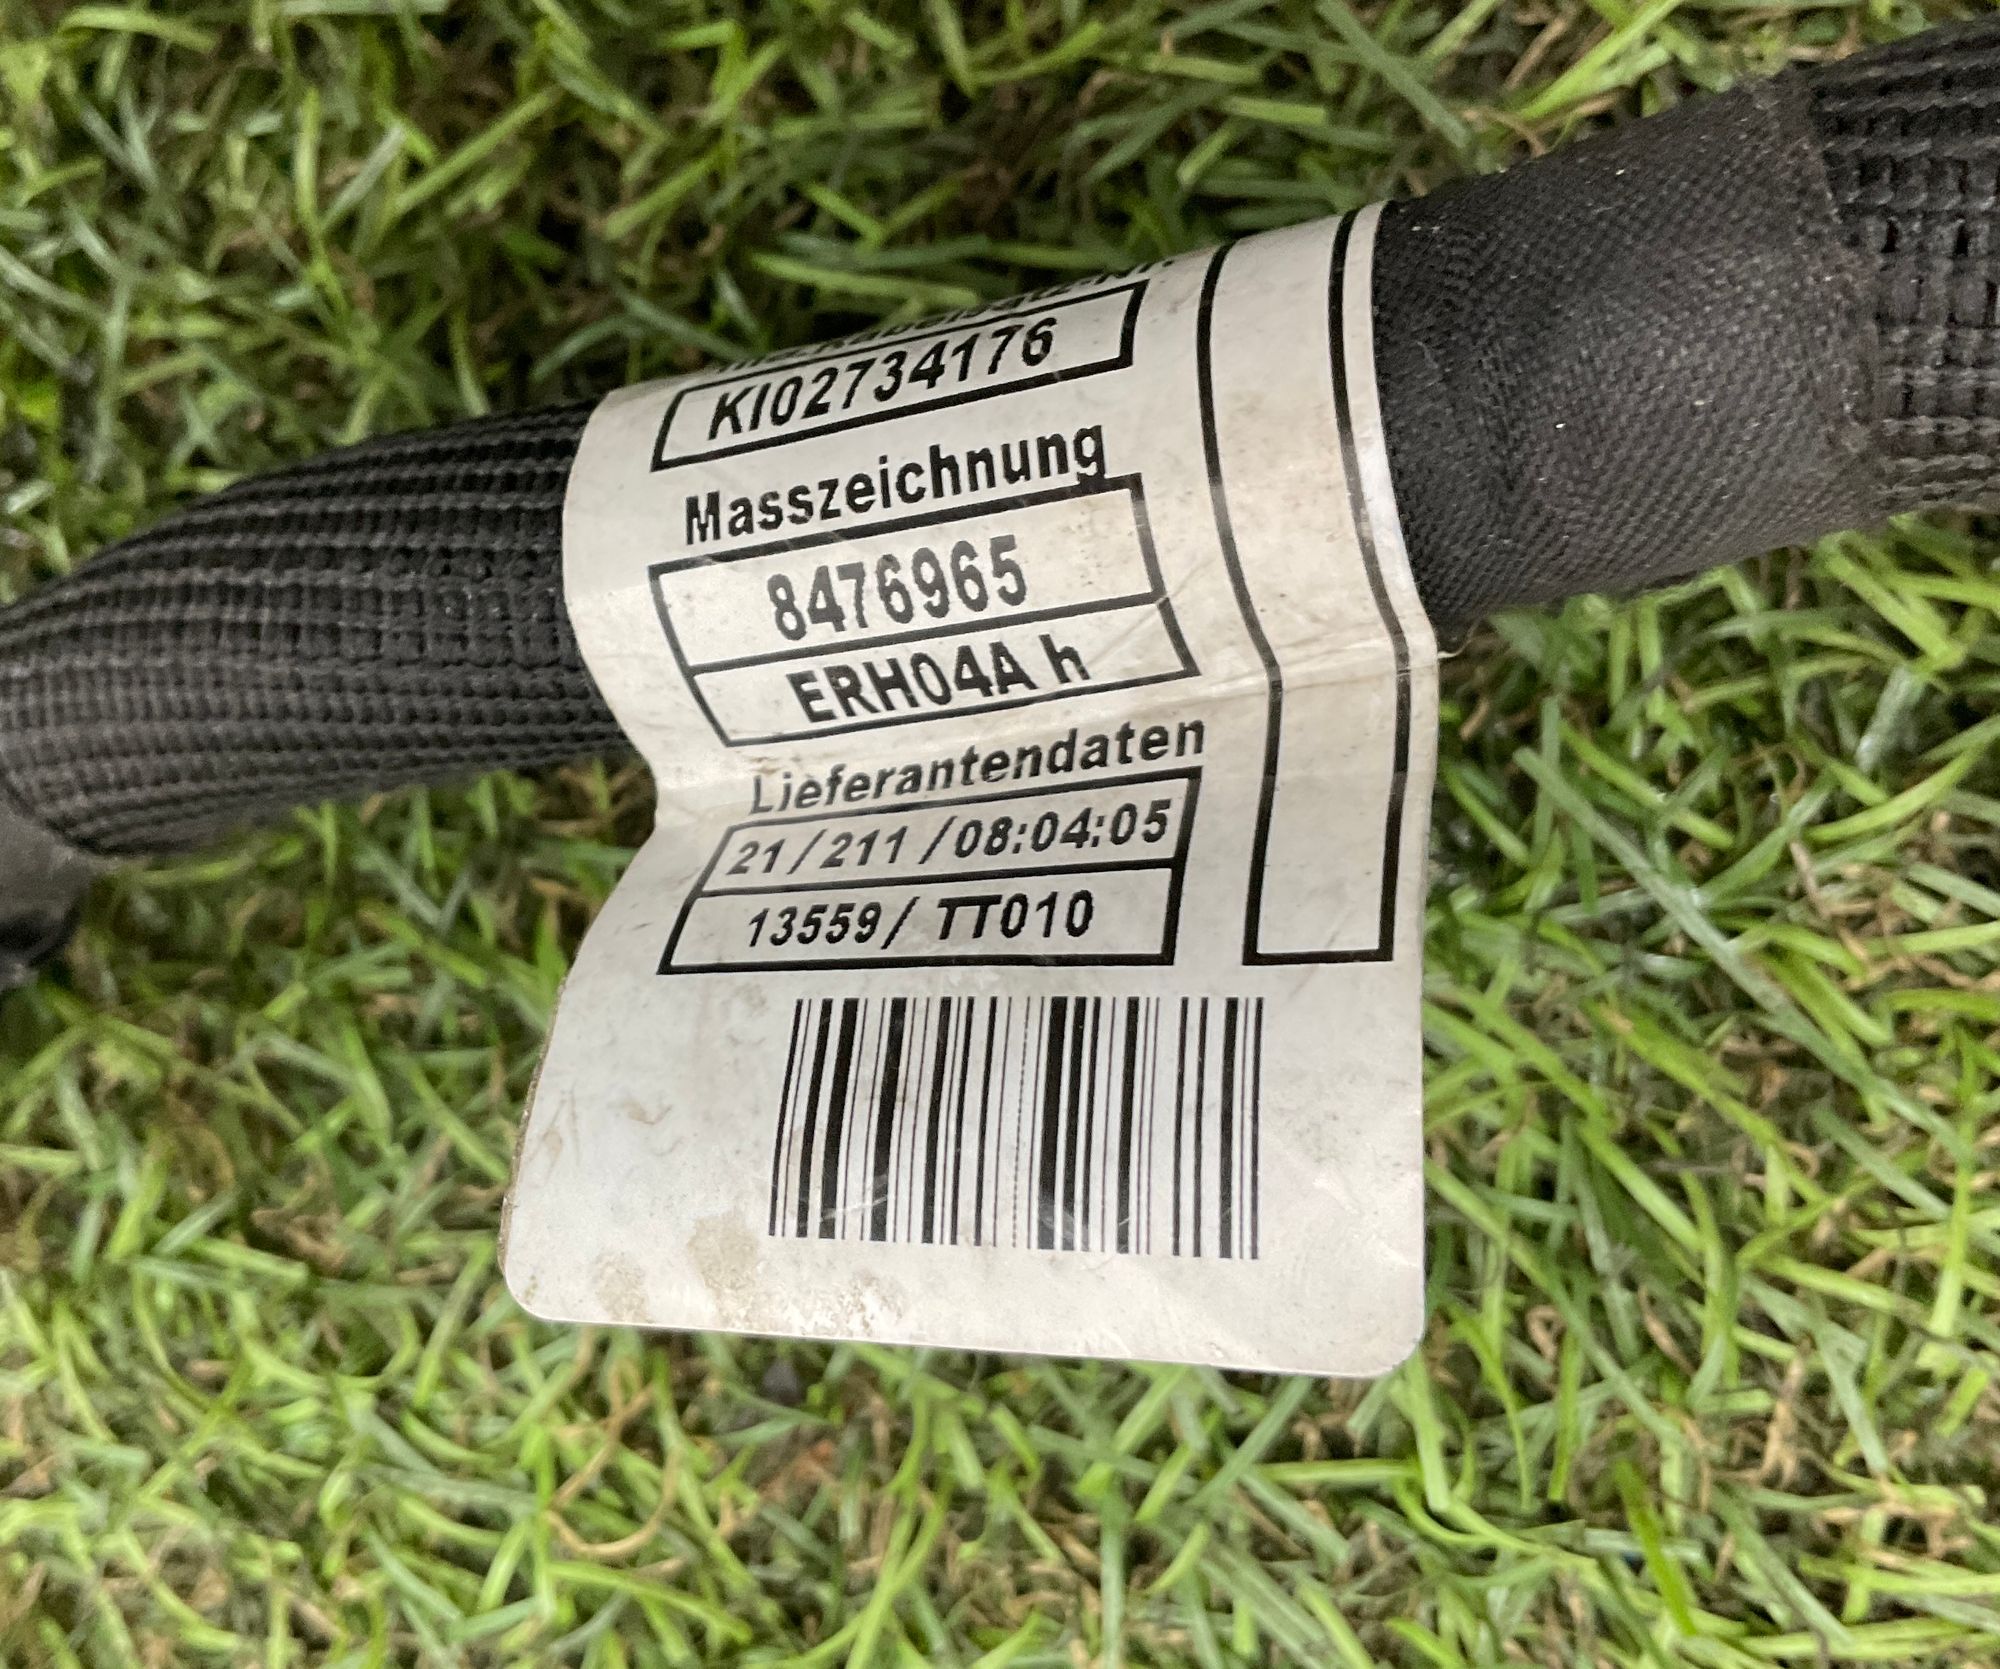 KI02734176
Masszeichnung
8476965
ERH04A h
Lieferantendaten
21/211 /08:04:05
13559/ TT010